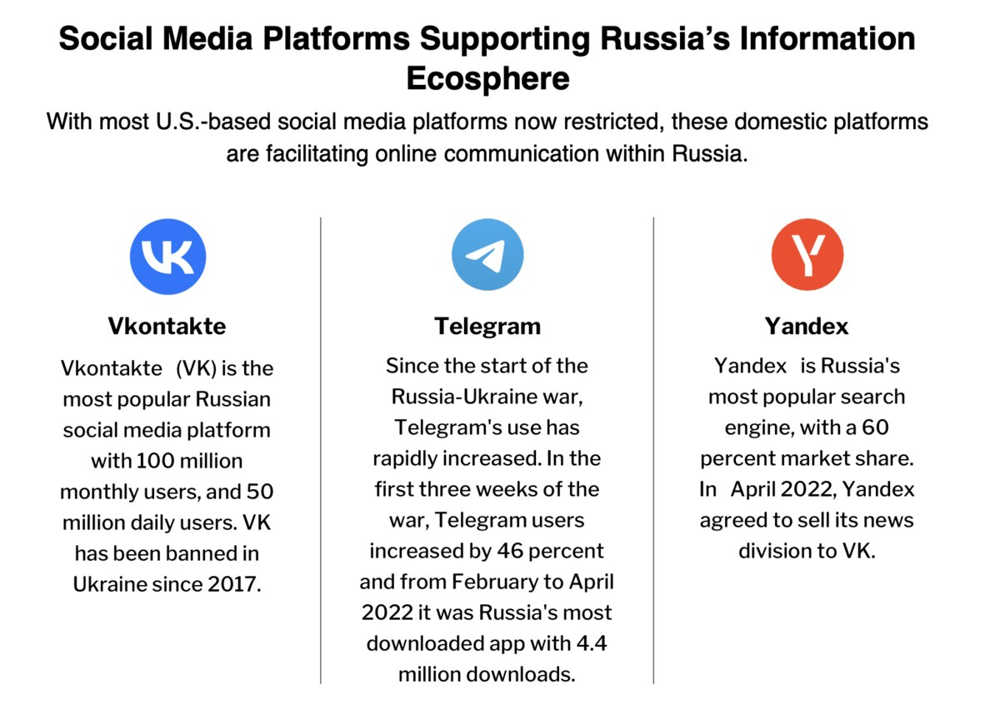 Social Media Platforms Supporting Russia’s Information
Ecosphere
With most U.S.-based social media platforms now restricted, these domestic platforms
are facilitating online communication within Russia.
VK
Vkontakte
Vkontakte (VK) is the
most popular Russian
social media platform
with 100 million
monthly users, and 50
million daily users. VK
has been banned in
Ukraine since 2017.
Telegram
Since the start of the
Russia-Ukraine war,
Telegram's use has
rapidly increased. In the
first three weeks of the
war, Telegram users
increased by 46 percent
and from February to April
2022 it was Russia's most
downloaded app with 4.4
million downloads.
Y
Yandex
Yandex is Russia's
most popular search
engine, with a 60
percent market share.
In April 2022, Yandex
agreed to sell its news
division to VK.